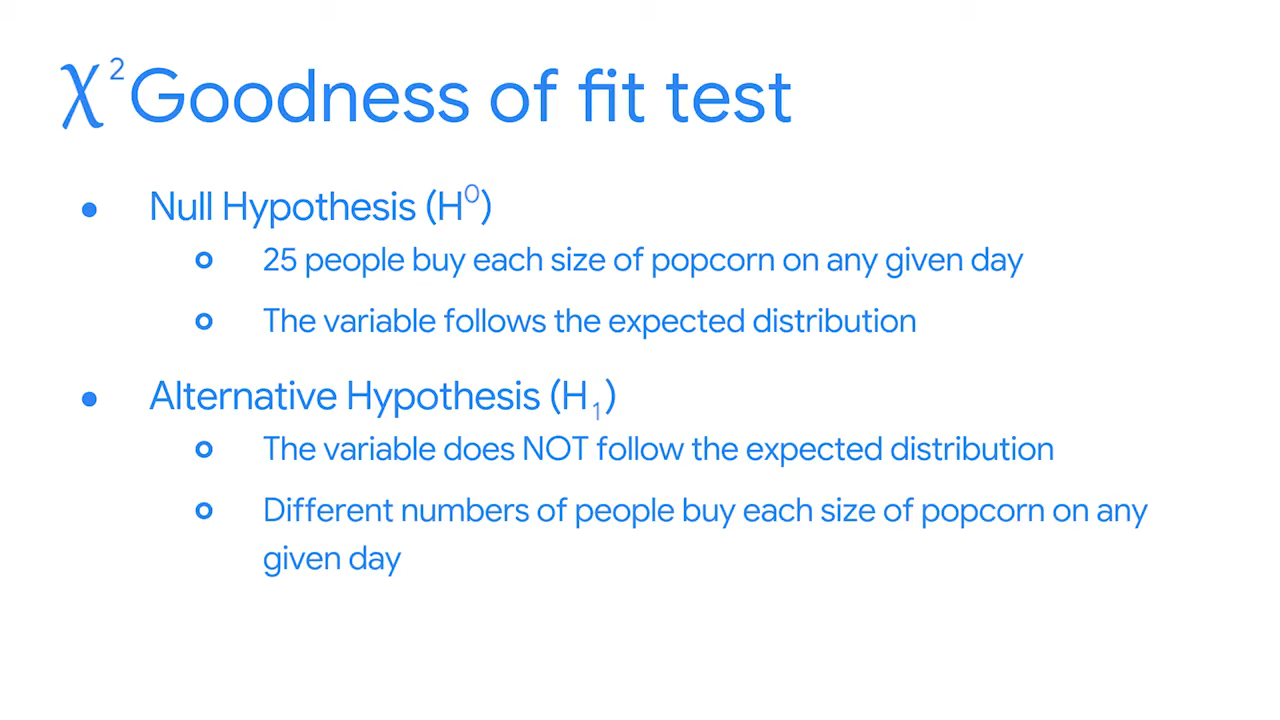 χ² Goodness of fit test
● Null Hypothesis (H⁰)
○ 25 people buy each size of popcorn on any given day
○ The variable follows the expected distribution
● Alternative Hypothesis (H₁)
○ The variable does NOT follow the expected distribution
○ Different numbers of people buy each size of popcorn on any
given day